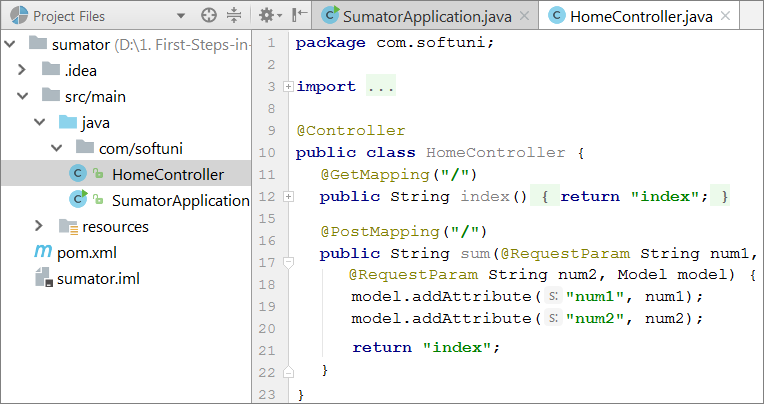 Project Files
SumatorApplication.java
HomeController.java
sumator (D:\1. First-Steps-in-
.idea
src/main
java
com/softuni
HomeController
SumatorApplication
resources
pom.xml
sumator.iml
1 package com.softuni;
2
3 import ...
8
9 @Controller
10 public class HomeController {
11 @GetMapping("/")
12 public String index() { return "index"; }
15
16 @PostMapping("/")
17 public String sum(@RequestParam String num1,
18 @RequestParam String num2, Model model) {
19 model.addAttribute( s: "num1", num1);
20 model.addAttribute( s: "num2", num2);
21 return "index";
22 }
23 }